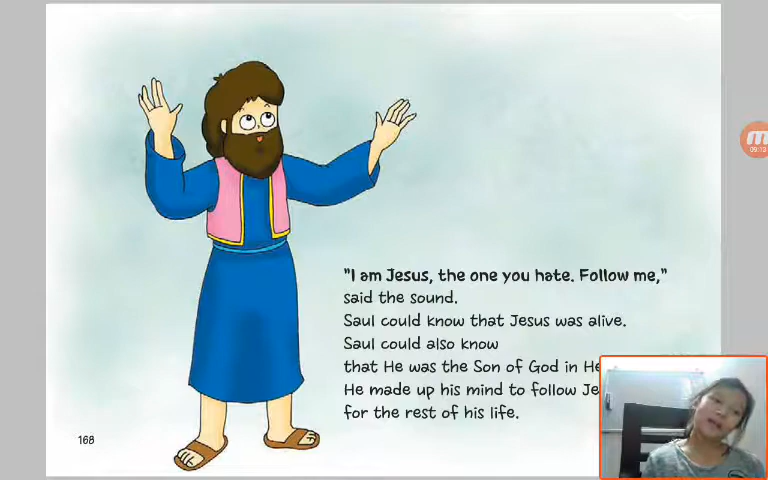 "I am Jesus, the one you hate. Follow me,"
said the sound.
Saul could know that Jesus was alive.
Saul could also know
that He was the Son of God in
He made up his mind to follow
for the rest of his life.
168
09:13